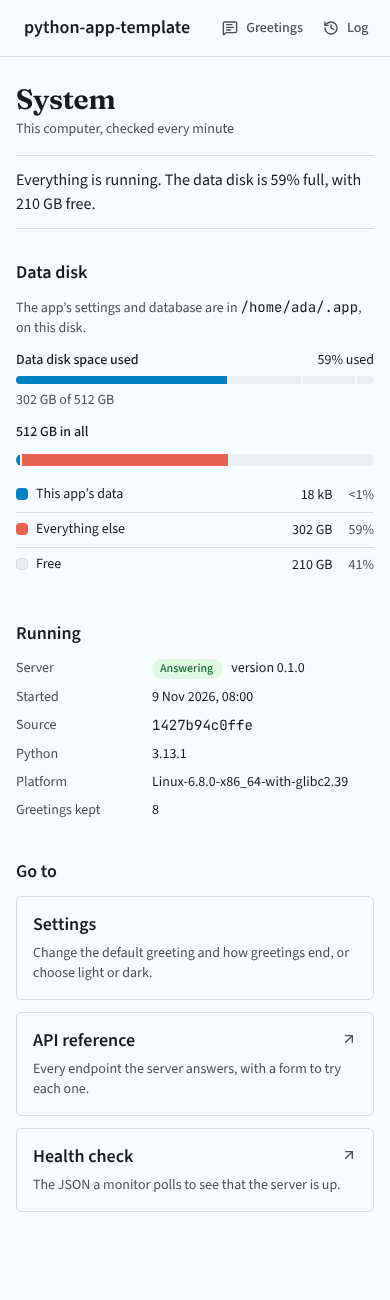 python-app-template
Greetings
Log
System
This computer, checked every minute
Everything is running. The data disk is 59% full, with
210 GB free.
Data disk
The app’s settings and database are in /home/ada/.app,
on this disk.
Data disk space used
59% used
302 GB of 512 GB
512 GB in all
This app’s data 18 kB <1%
Everything else 302 GB 59%
Free 210 GB 41%
Running
Server Answering version 0.1.0
Started 9 Nov 2026, 08:00
Source 1427b94c0ffe
Python 3.13.1
Platform Linux-6.8.0-x86_64-with-glibc2.39
Greetings kept 8
Go to
Settings
Change the default greeting and how greetings end, or
choose light or dark.
API reference
Every endpoint the server answers, with a form to try
each one.
Health check
The JSON a monitor polls to see that the server is up.